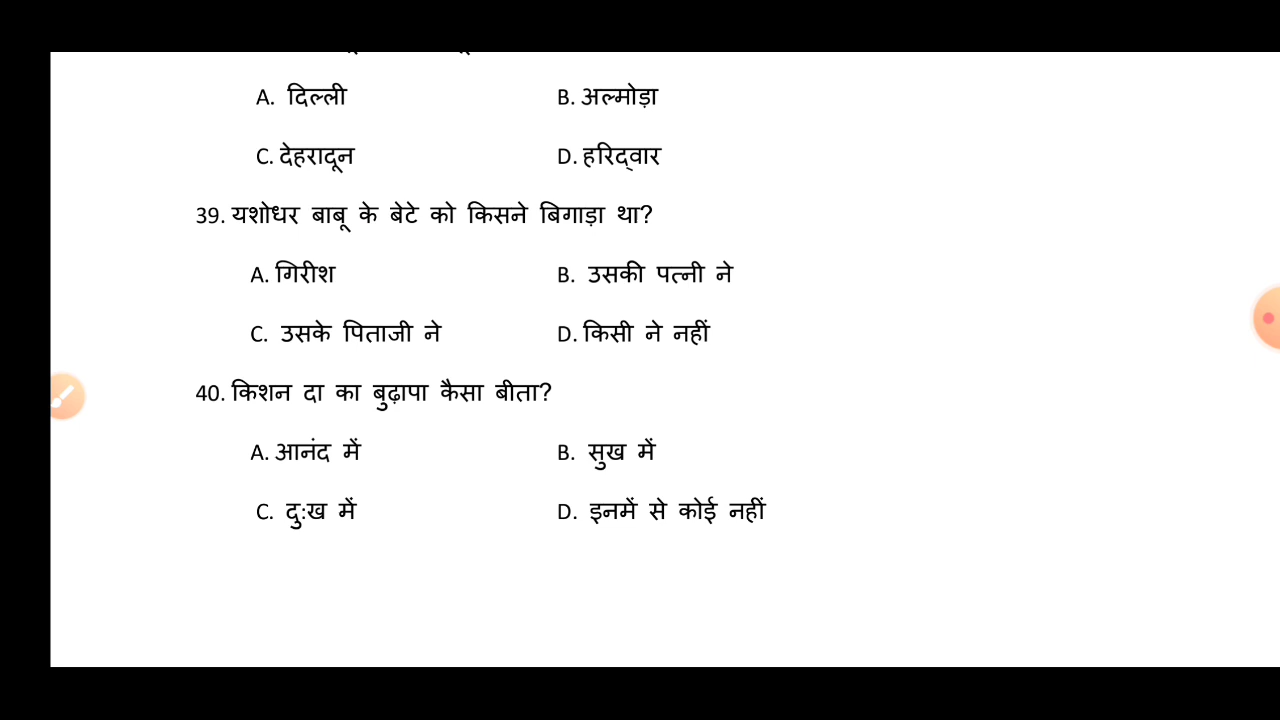 A. दिल्ली B. अल्मोड़ा
C. देहरादून D. हरिद्वार
39. यशोधर बाबू के बेटे को किसने बिगाड़ा था?
A. गिरीश B. उसकी पत्नी ने
C. उसके पिताजी ने D. किसी ने नहीं
40. किशन दा का बुढ़ापा कैसा बीता?
A. आनंद में B. सुख में
C. दुःख में D. इनमें से कोई नहीं